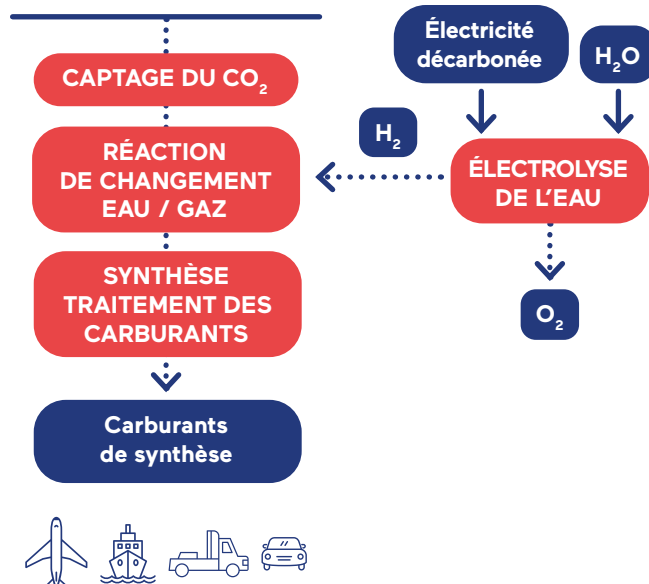 CAPTAGE DU CO₂
RÉACTION
DE CHANGEMENT
EAU / GAZ
SYNTHÈSE
TRAITEMENT DES
CARBURANTS
Carburants
de synthèse
H₂
Électricité
décarbonée
H₂O
ÉLECTROLYSE
DE L’EAU
O₂